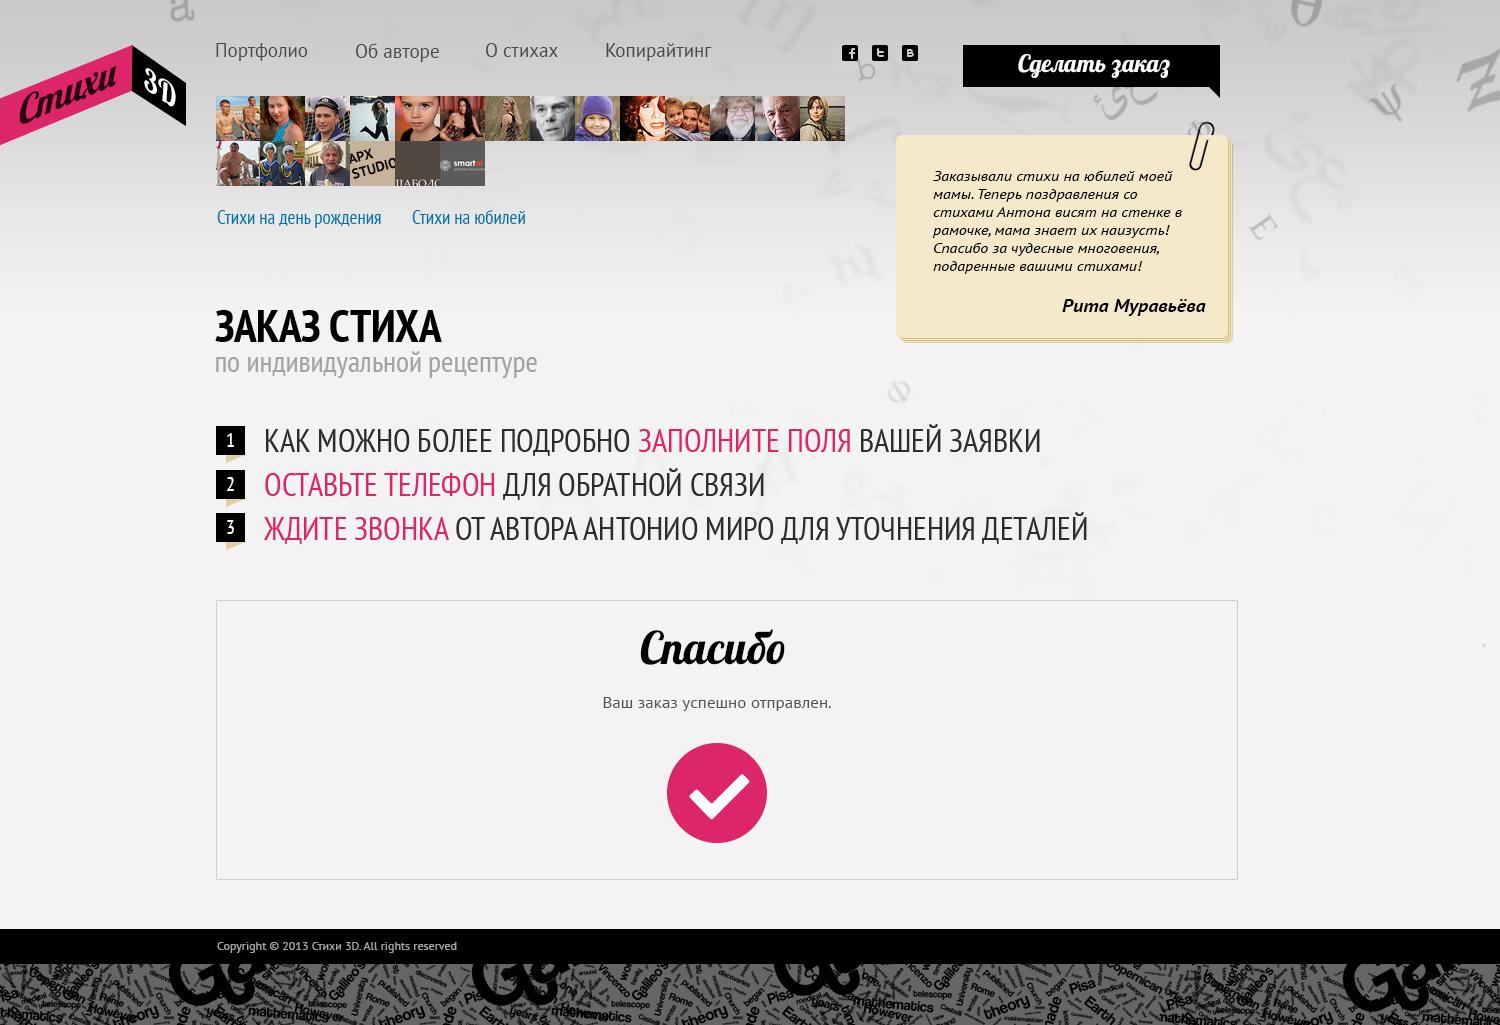 Стихи 3D
Портфолио
Об авторе
О стихах
Копирайтинг
Сделать заказ
АРХ
STUDIO
smart
Стихи на день рождения
Стихи на юбилей
Заказывали стихи на юбилей моей
мамы. Теперь поздравления со
стихами Антона висят на стенке в
рамочке, мама знает их наизусть!
Спасибо за чудесные многовения,
подаренные вашими стихами!
Рита Муравьёва
ЗАКАЗ СТИХА
по индивидуальной рецептуре
1 КАК МОЖНО БОЛЕЕ ПОДРОБНО ЗАПОЛНИТЕ ПОЛЯ ВАШЕЙ ЗАЯВКИ
2 ОСТАВЬТЕ ТЕЛЕФОН ДЛЯ ОБРАТНОЙ СВЯЗИ
3 ЖДИТЕ ЗВОНКА ОТ АВТОРА АНТОНИО МИРО ДЛЯ УТОЧНЕНИЯ ДЕТАЛЕЙ
Спасибо
Ваш заказ успешно отправлен.
Copyright © 2013 Стихи 3D. All rights reserved